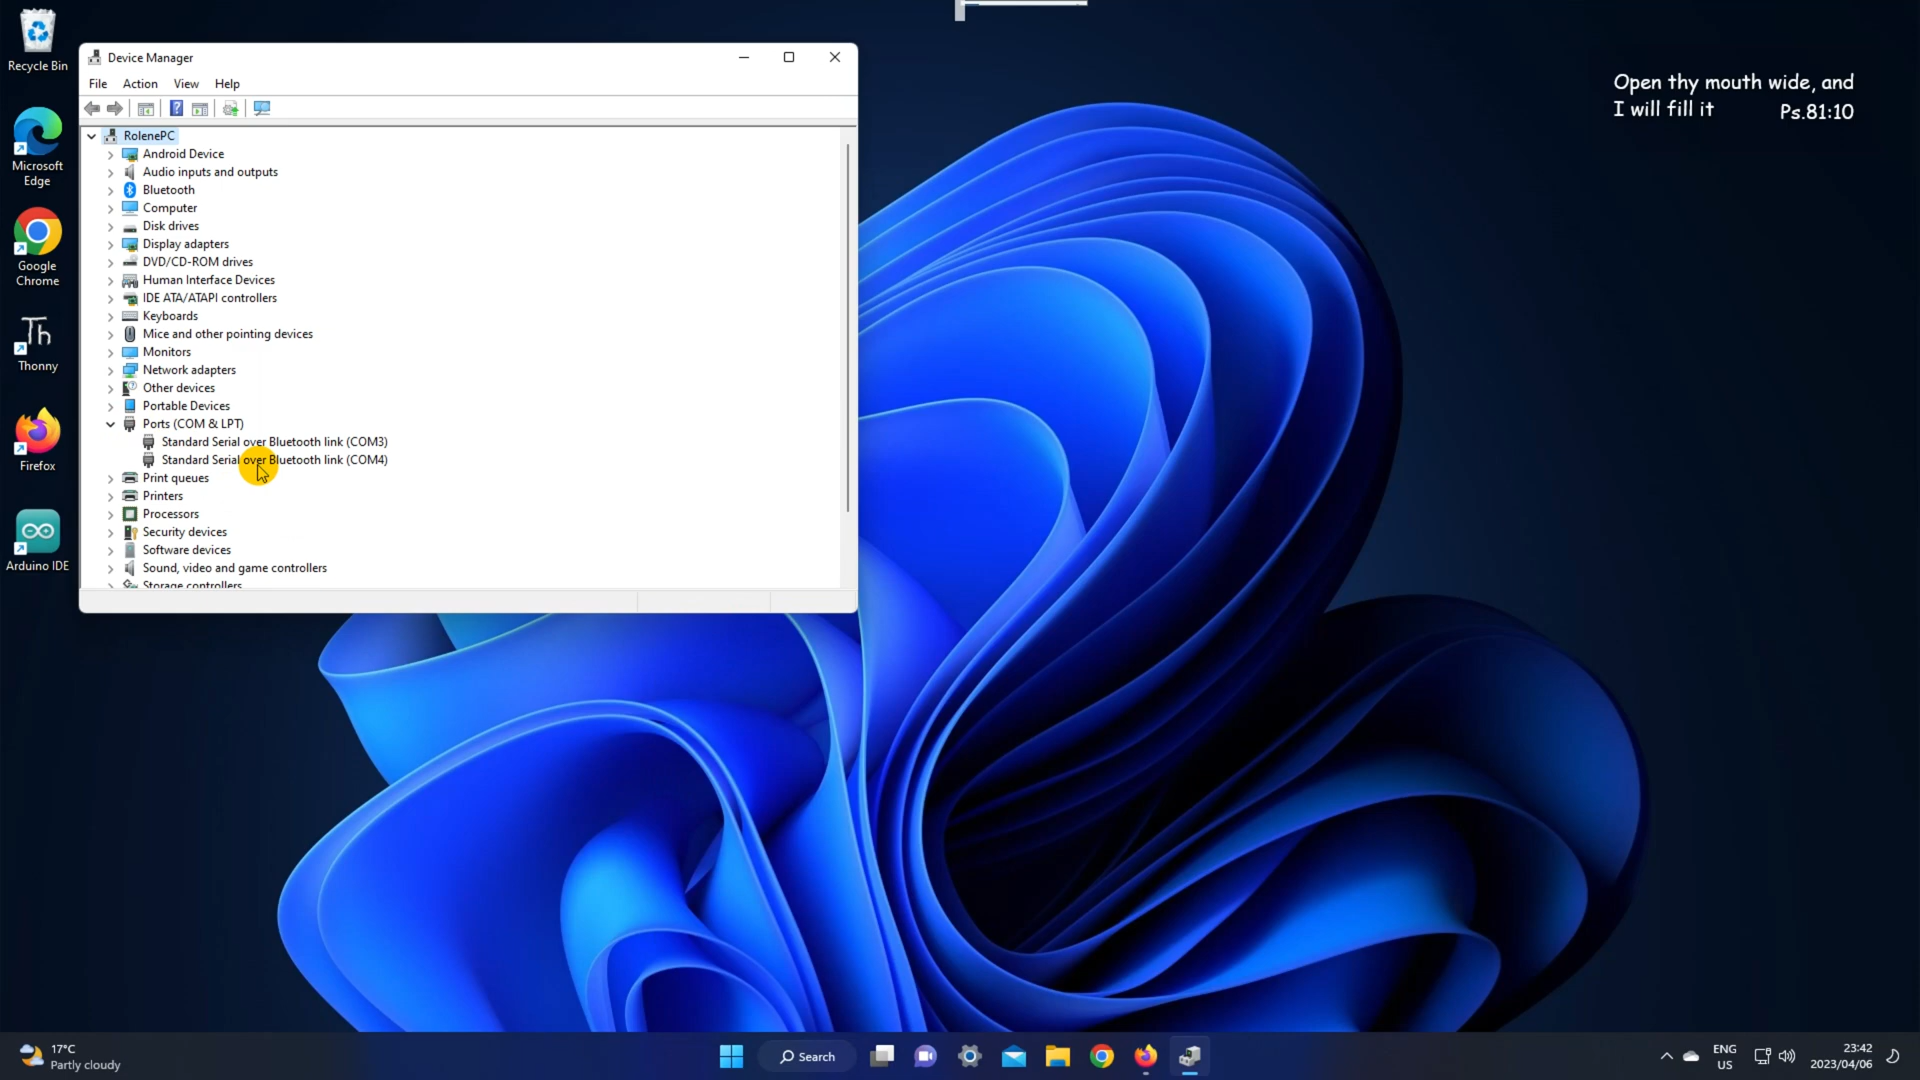 Recycle Bin
Microsoft
Edge
Google
Chrome
Thonny
Firefox
Arduino IDE
Device Manager
File Action View Help
RolenePC
Android Device
Audio inputs and outputs
Bluetooth
Computer
Disk drives
Display adapters
DVD/CD-ROM drives
Human Interface Devices
IDE ATA/ATAPI controllers
Keyboards
Mice and other pointing devices
Monitors
Network adapters
Other devices
Portable Devices
Ports (COM & LPT)
Standard Serial over Bluetooth link (COM3)
Standard Serial over Bluetooth link (COM4)
Print queues
Printers
Processors
Security devices
Software devices
Sound, video and game controllers
Storage controllers
Open thy mouth wide, and
I will fill it Ps.81:10
17°C
Partly cloudy
Search
ENG
US
23:42
2023/04/06